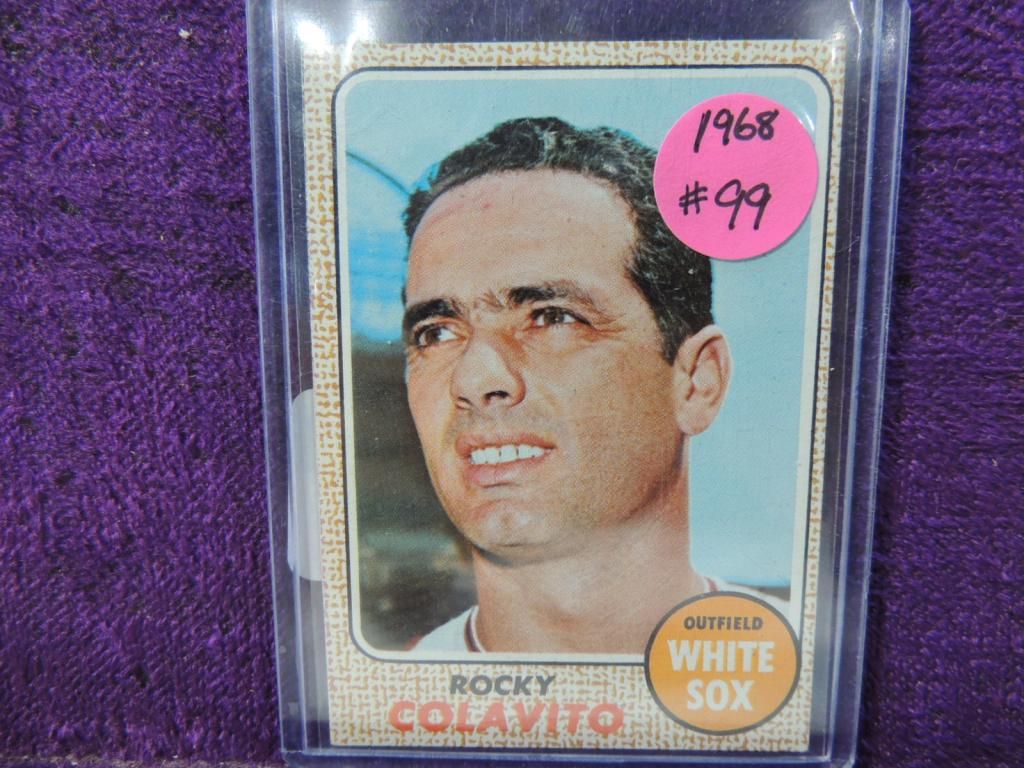 1968
#99
OUTFIELD
WHITE
SOX
ROCKY
COLAVITO